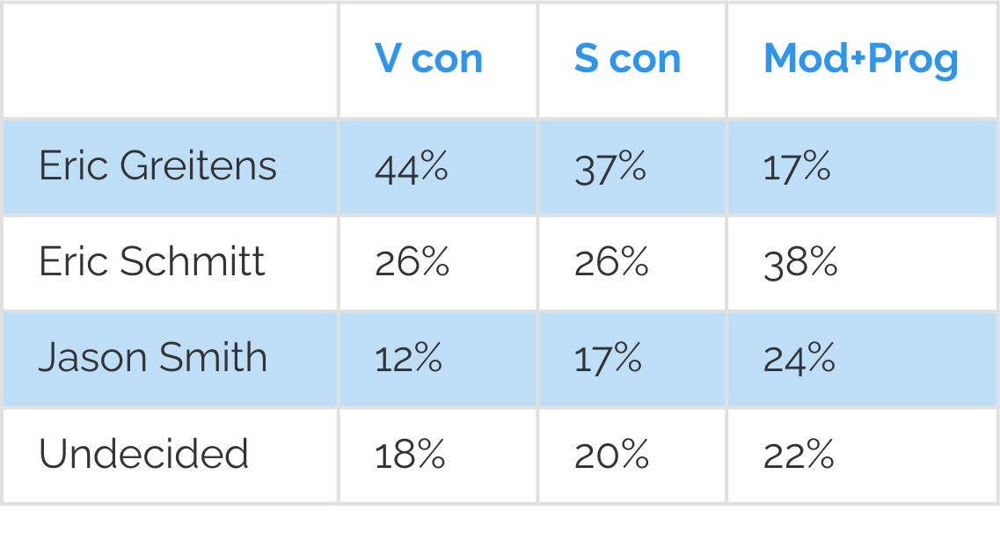 V con S con Mod+Prog
Eric Greitens 44% 37% 17%
Eric Schmitt 26% 26% 38%
Jason Smith 12% 17% 24%
Undecided 18% 20% 22%